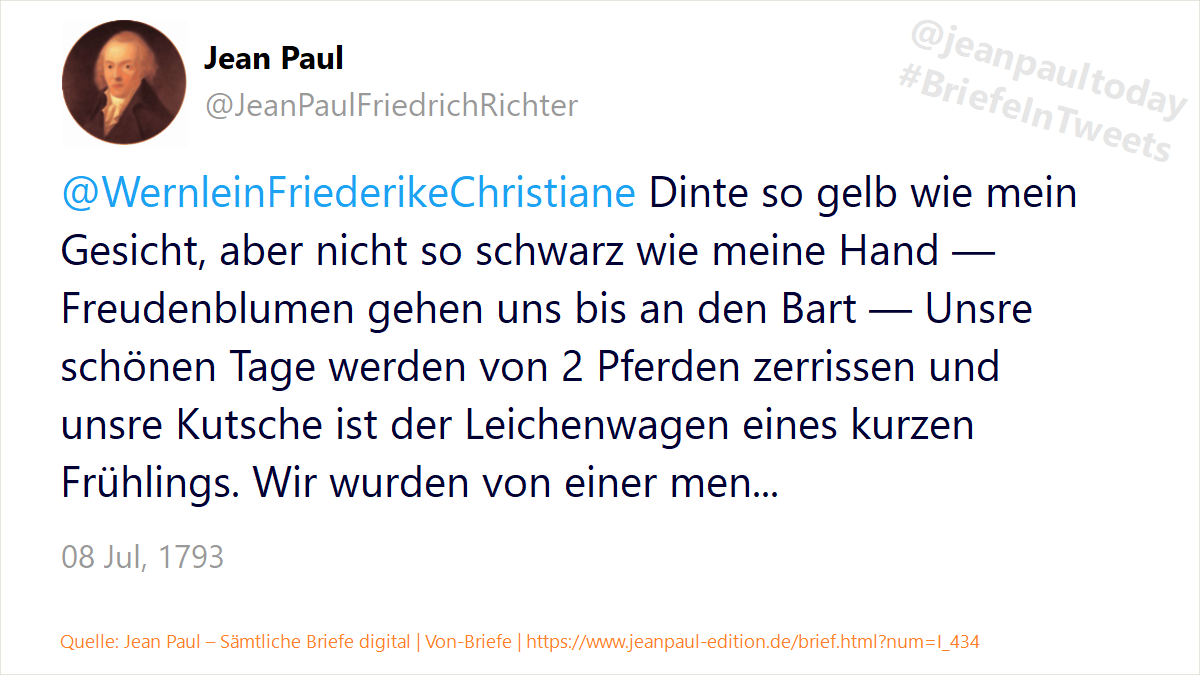 Jean Paul
@JeanPaulFriedrichRichter
@jeanpaultoday
#BriefeInTweets
@WernleinFriederikeChristiane Dinte so gelb wie mein
Gesicht, aber nicht so schwarz wie meine Hand —
Freudenblumen gehen uns bis an den Bart — Unsre
schönen Tage werden von 2 Pferden zerrissen und
unsre Kutsche ist der Leichenwagen eines kurzen
Frühlings. Wir wurden von einer men...
08 Jul, 1793
Quelle: Jean Paul – Sämtliche Briefe digital | Von-Briefe | https://www.jeanpaul-edition.de/brief.html?num=I_434